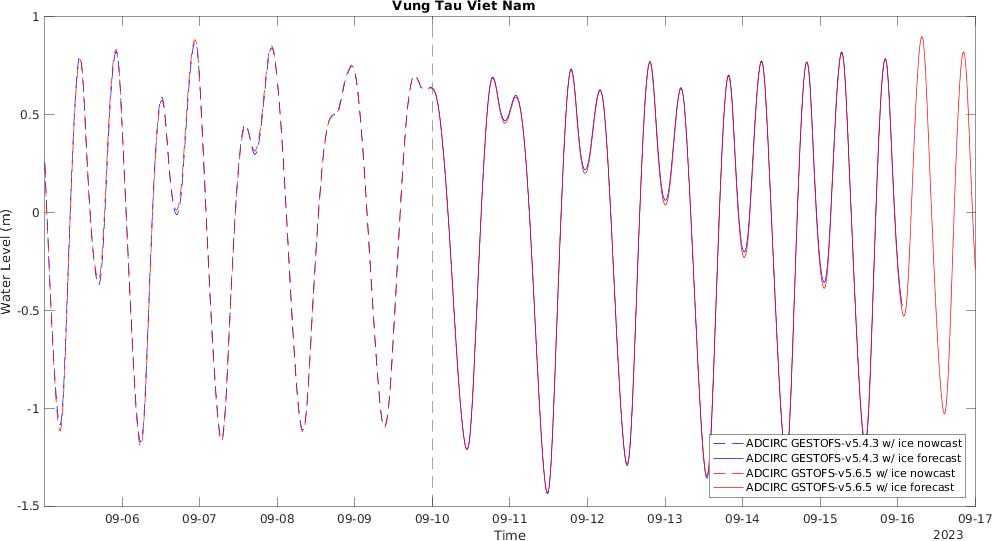 Vung Tau Viet Nam
1
0.5
0
-0.5
-1
-1.5
Water Level (m)
09-06
09-07
09-08
09-09
09-10
09-11
09-12
09-13
09-14
09-15
09-16
09-17
Time
2023
ADCIRC GESTOFS-v5.4.3 w/ ice nowcast
ADCIRC GESTOFS-v5.4.3 w/ ice forecast
ADCIRC GSTOFS-v5.6.5 w/ ice nowcast
ADCIRC GSTOFS-v5.6.5 w/ ice forecast